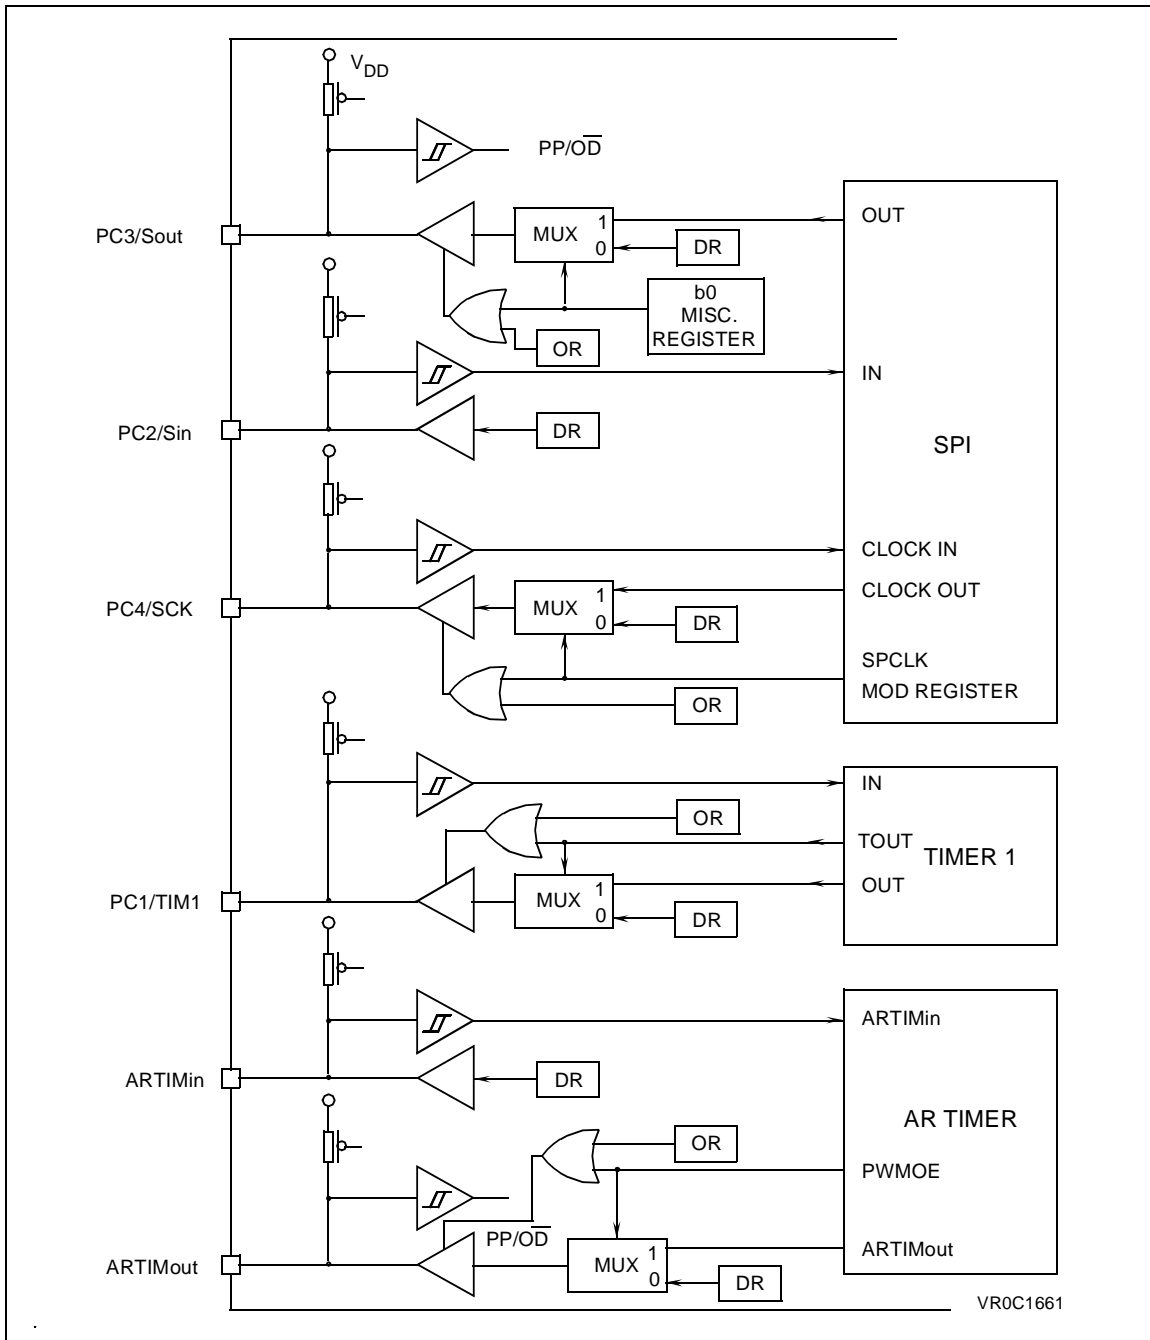 VDD
PP/OD
PC3/Sout
MUX
1
0
OUT
DR
b0
MISC.
REGISTER
OR
IN
PC2/Sin
DR
SPI
CLOCK IN
PC4/SCK
MUX
1
0
CLOCK OUT
DR
SPCLK
MOD REGISTER
OR
IN
OR
TOUT
TIMER 1
PC1/TIM1
MUX
1
0
OUT
DR
ARTIMin
ARTIMin
DR
AR TIMER
OR
PWMOE
PP/OD
ARTIMout
MUX
1
0
ARTIMout
DR
VR0C1661